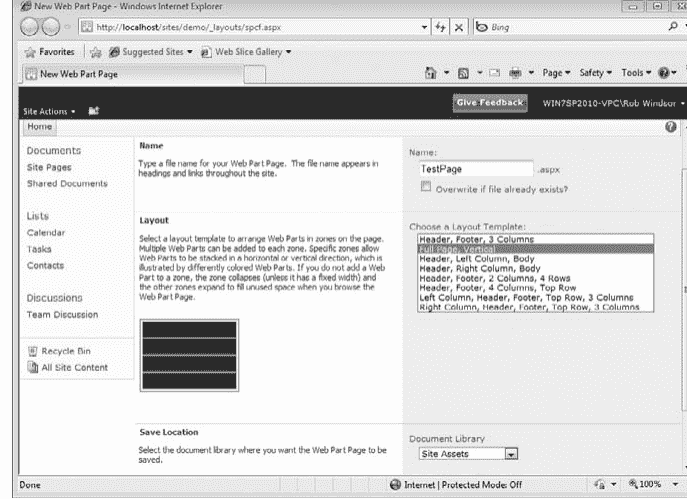 New Web Part Page - Windows Internet Explorer
http://localhost/sites/demo/_layouts/spcf.aspx
Bing
Favorites
Suggested Sites
Web Slice Gallery
New Web Part Page
Page
Safety
Tools
Site Actions
Give Feedback
WIN7SP2010-VPC\Rob Windsor
Home
Documents
Site Pages
Shared Documents
Lists
Calendar
Tasks
Contacts
Discussions
Team Discussion
Recycle Bin
All Site Content
Name
Type a file name for your Web Part Page. The file name appears in
headings and links throughout the site.
Name:
TestPage
.aspx
Overwrite if file already exists?
Layout
Select a layout template to arrange Web Parts in zones on the page.
Multiple Web Parts can be added to each zone. Specific zones allow
Web Parts to be stacked in a horizontal or vertical direction, which is
illustrated by differently colored Web Parts. If you do not add a Web
Part to a zone, the zone collapses (unless it has a fixed width) and
the other zones expand to fill unused space when you browse the
Web Part Page.
Choose a Layout Template:
Header, Footer, 3 Columns
Full Page, Vertical
Header, Left Column, Body
Header, Right Column, Body
Header, Footer, 2 Columns, 4 Rows
Header, Footer, 4 Columns, Top Row
Left Column, Header, Footer, Top Row, 3 Columns
Right Column, Header, Footer, Top Row, 3 Columns
Save Location
Select the document library where you want the Web Part Page to be
saved.
Document Library
Site Assets
Done
Internet | Protected Mode: Off
100%